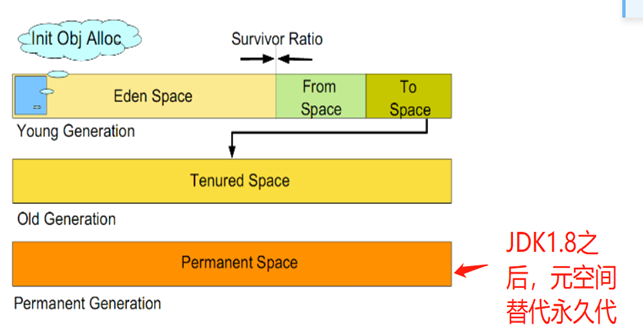 Init Obj Alloc
Survivor Ratio
Eden Space
From
Space
To
Space
Young Generation
Tenured Space
Old Generation
Permanent Space
Permanent Generation
JDK1.8之
后，元空间
替代永久代